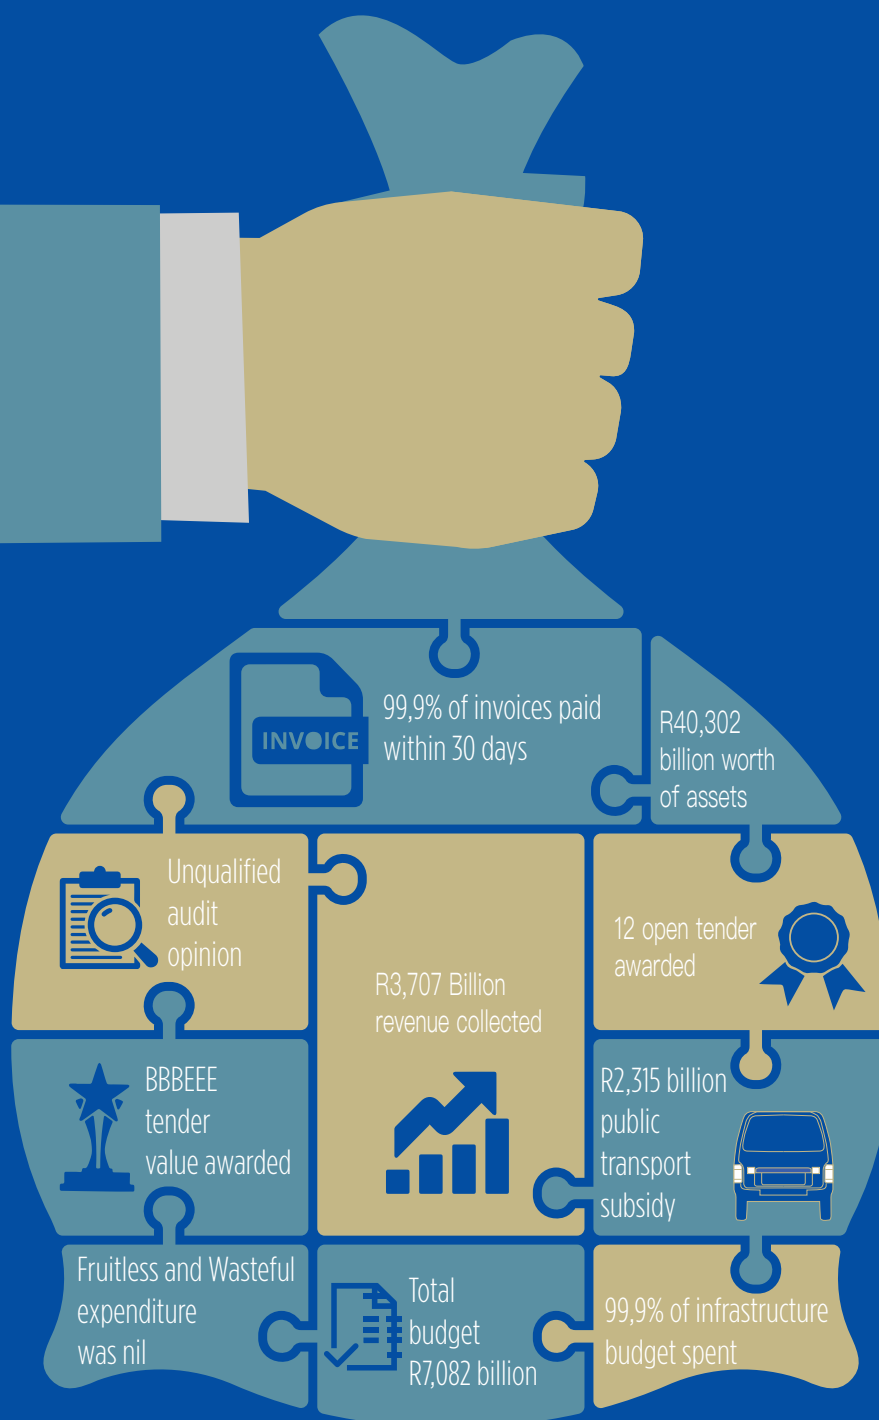 INVOICE
99,9% of invoices paid
within 30 days
R40,302
billion worth
of assets
Unqualified
audit
opinion
R3,707 Billion
revenue collected
12 open tender
awarded
BBBEEE
tender
value awarded
R2,315 billion
public
transport
subsidy
Fruitless and Wasteful
expenditure
was nil
Total
budget
R7,082 billion
99,9% of infrastructure
budget spent